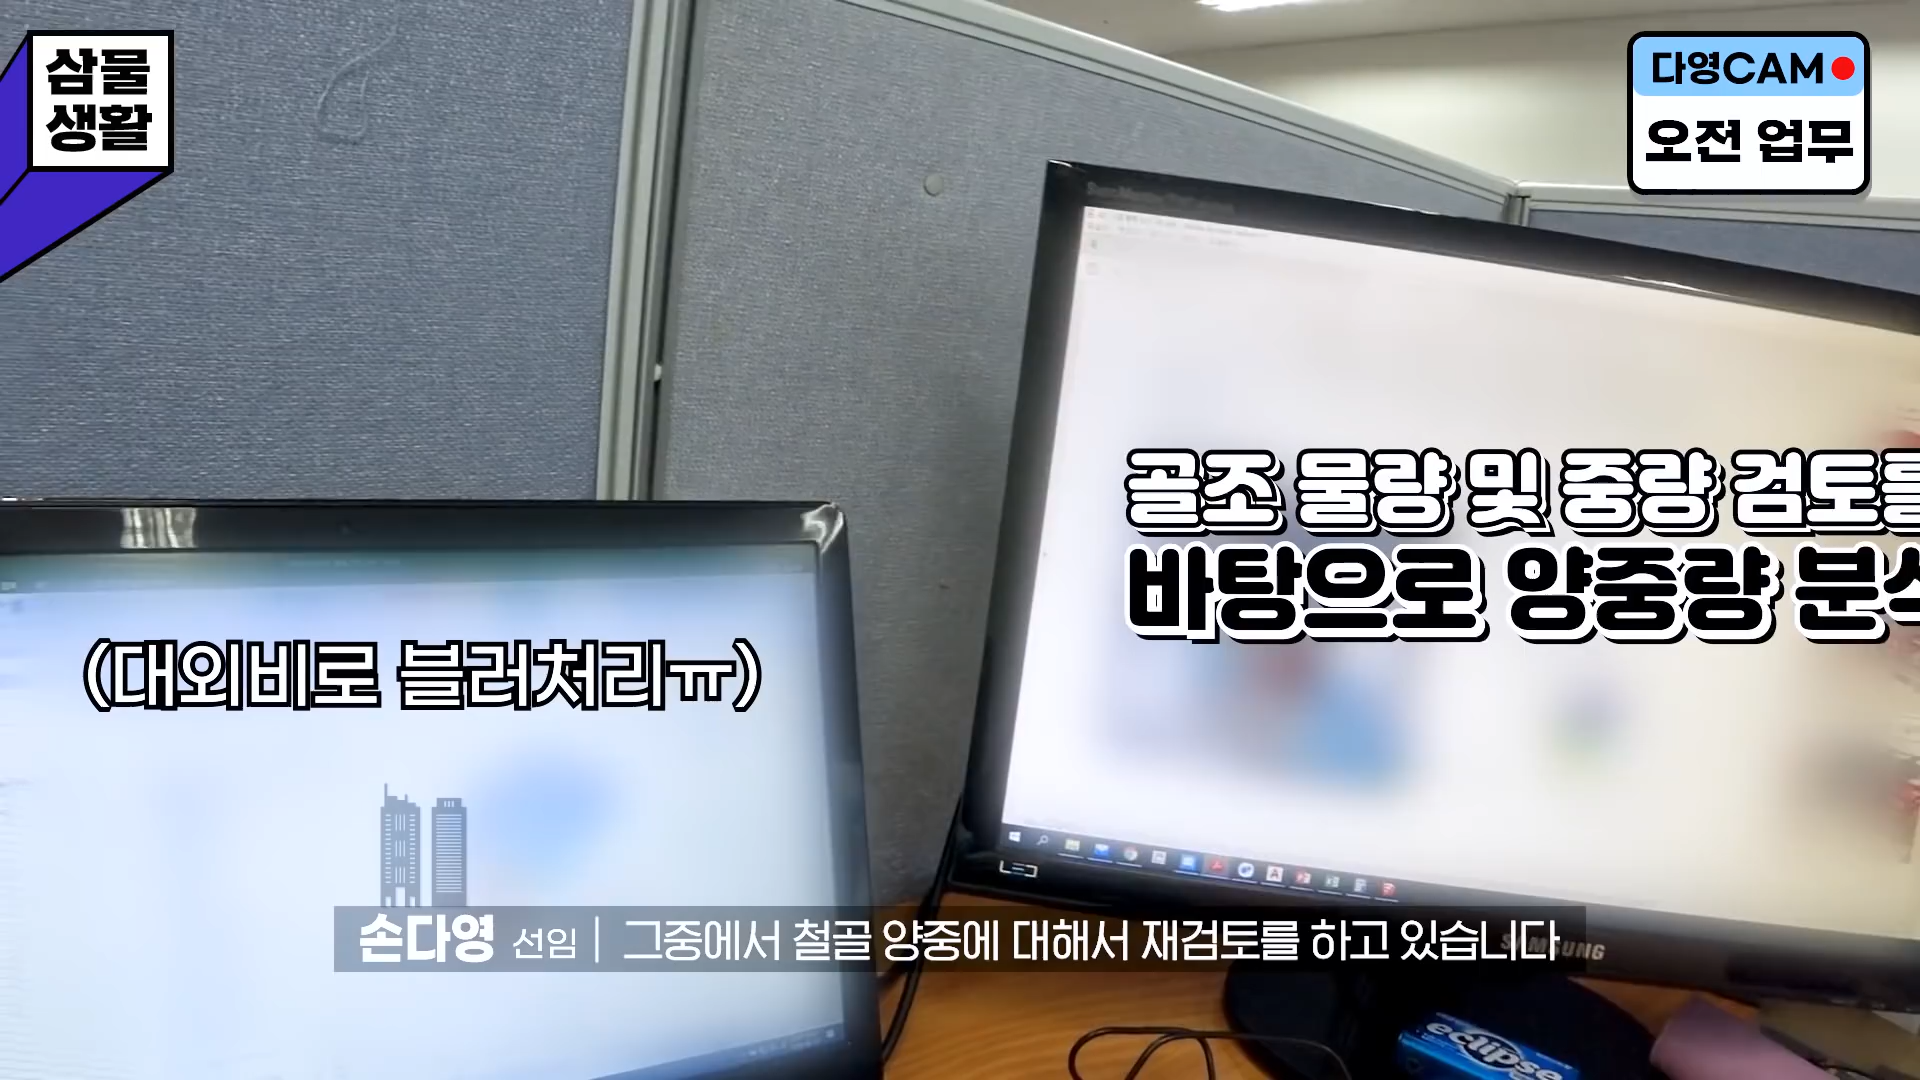 삼물
생활
다영CAM
오전 업무
골조 물량 및 중량 검토를
바탕으로 양중량
(대외비로 블러처리ㅠ)
손다영 선임 | 그중에서 철골 양중에 대해서 재검토를 하고 있습니다
SAMSUNG
eclipse